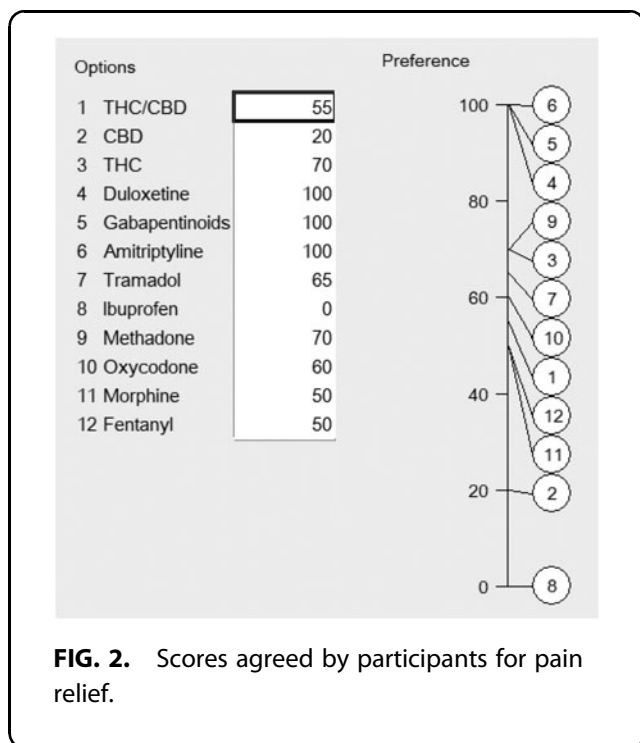 Options
1 THC/CBD 55
2 CBD 20
3 THC 70
4 Duloxetine 100
5 Gabapentinoids 100
6 Amitriptyline 100
7 Tramadol 65
8 Ibuprofen 0
9 Methadone 70
10 Oxycodone 60
11 Morphine 50
12 Fentanyl 50
Preference
100
80
60
40
20
0
6
5
4
9
3
7
10
1
12
11
2
8
FIG. 2. Scores agreed by participants for pain
relief.